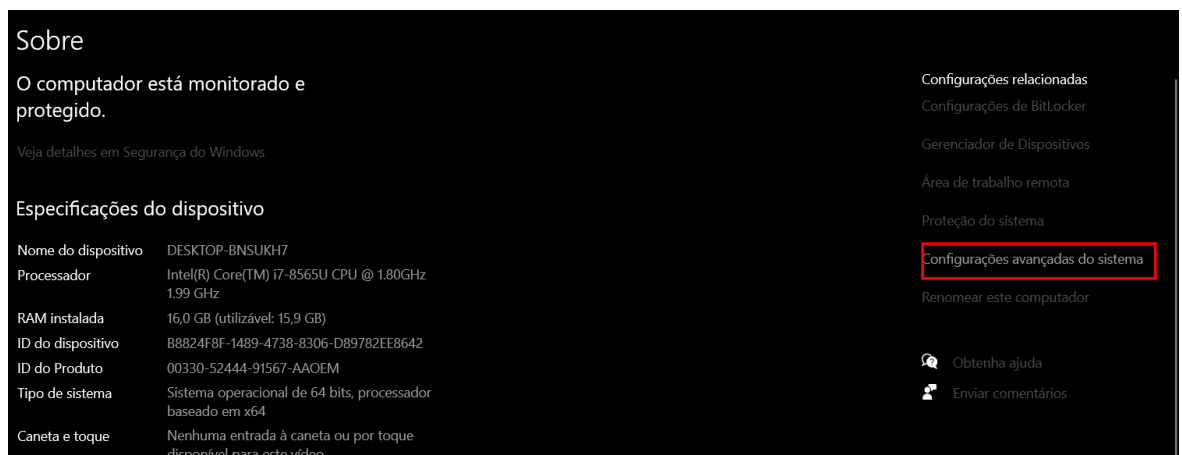 Sobre
O computador está monitorado e
protegido.
Veja detalhes em Segurança do Windows
Especificações do dispositivo
Nome do dispositivo DESKTOP-BNSUKH7
Processador Intel(R) Core(TM) i7-8565U CPU @ 1.80GHz
1.99 GHz
RAM instalada 16,0 GB (utilizável: 15,9 GB)
ID do dispositivo B8824F8F-1489-4738-8306-D89782EE8642
ID do Produto 00330-52444-91567-AAOEM
Tipo de sistema Sistema operacional de 64 bits, processador
baseado em x64
Caneta e toque Nenhuma entrada à caneta ou por toque
disponível para este vídeo
Configurações relacionadas
Configurações de BitLocker
Gerenciador de Dispositivos
Área de trabalho remota
Proteção do sistema
Configurações avançadas do sistema
Renomear este computador
Obtenha ajuda
Enviar comentários